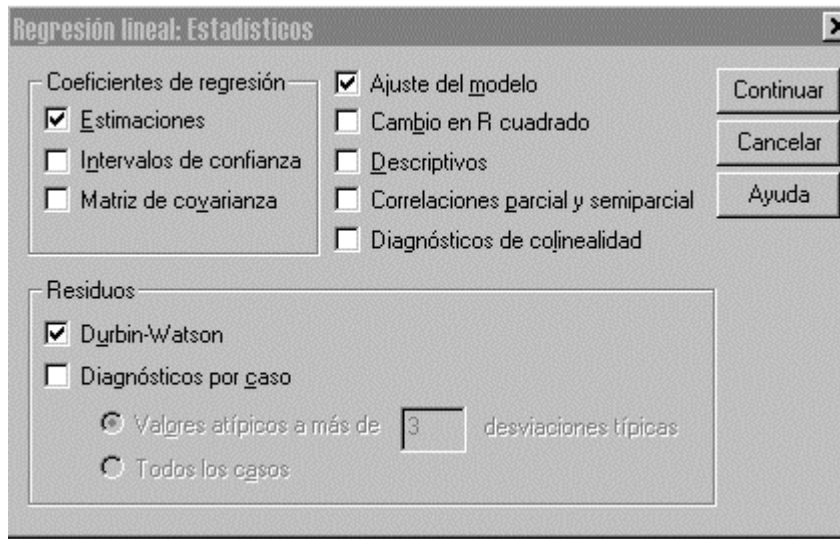 Regresión lineal: Estadísticos
Coeficientes de regresión
Estimaciones
Intervalos de confianza
Matriz de covarianza
Ajuste del modelo
Cambio en R cuadrado
Descriptivos
Correlaciones parcial y semiparcial
Diagnósticos de colinealidad
Continuar
Cancelar
Ayuda
Residuos
Durbin-Watson
Diagnósticos por caso
Valores atípicos a más de 3 desviaciones típicas
Todos los casos